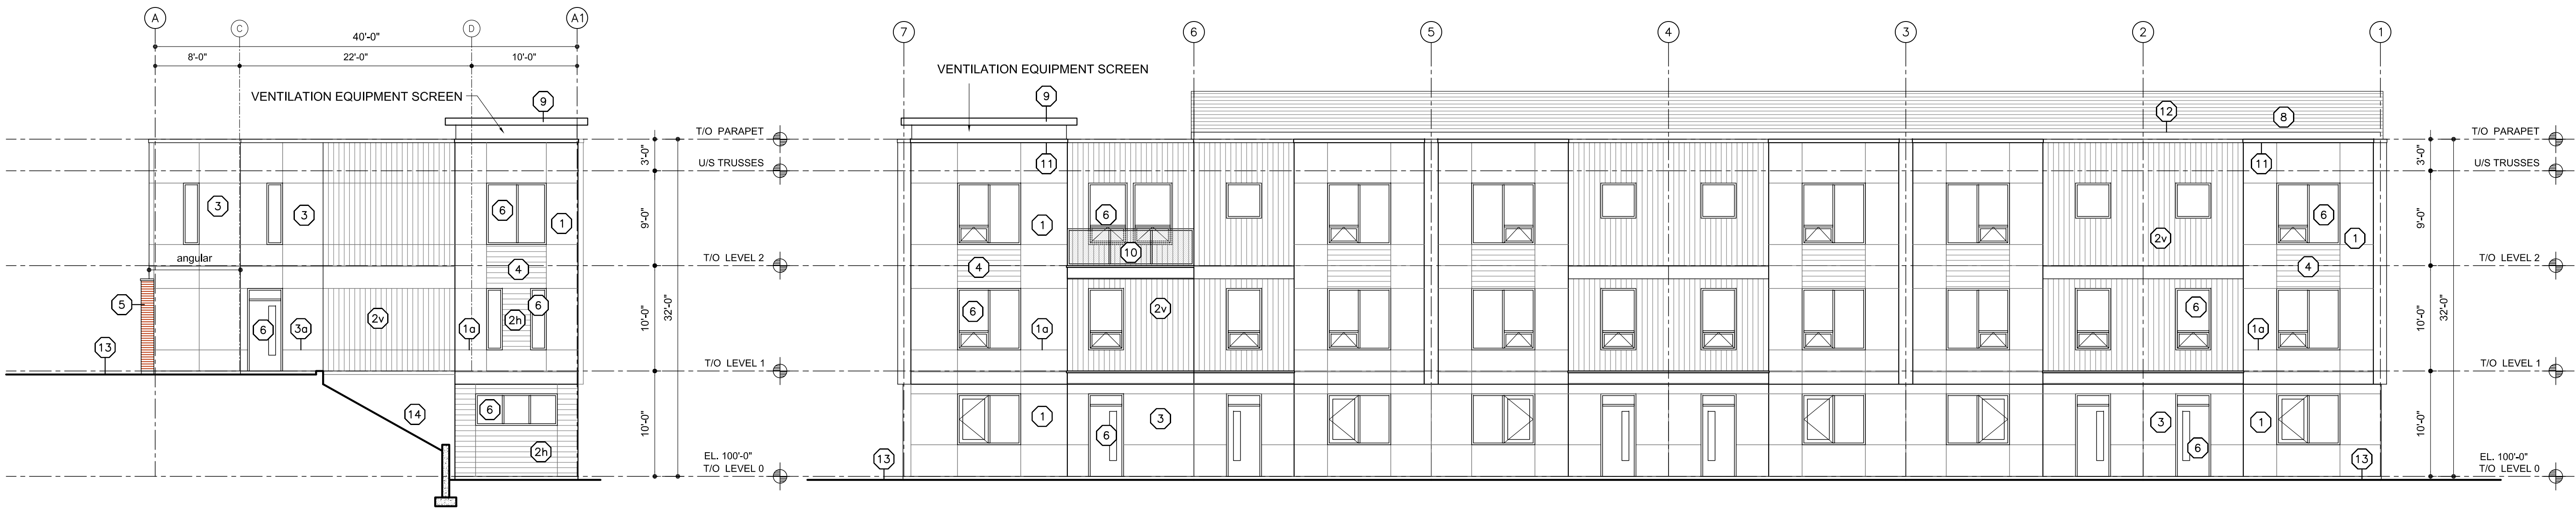 A
C
D
A1
40'-0"
8'-0"
22'-0"
10'-0"
VENTILATION EQUIPMENT SCREEN
9
T/O PARAPET
U/S TRUSSES
T/O LEVEL 2
T/O LEVEL 1
EL. 100'-0"
T/O LEVEL 0
3'-0"
9'-0"
10'-0"
10'-0"
32'-0"
3
3
6
1
angular
4
5
6
3a
2v
1a
2h
6
13
14
6
2h
7
6
5
4
3
2
1
VENTILATION EQUIPMENT SCREEN
9
12
8
11
11
6
1
10
4
6
1a
2v
1
3
6
13
6
2v
1
4
6
1a
3
6
1
13
T/O PARAPET
U/S TRUSSES
T/O LEVEL 2
T/O LEVEL 1
EL. 100'-0"
T/O LEVEL 0
3'-0"
9'-0"
10'-0"
10'-0"
32'-0"